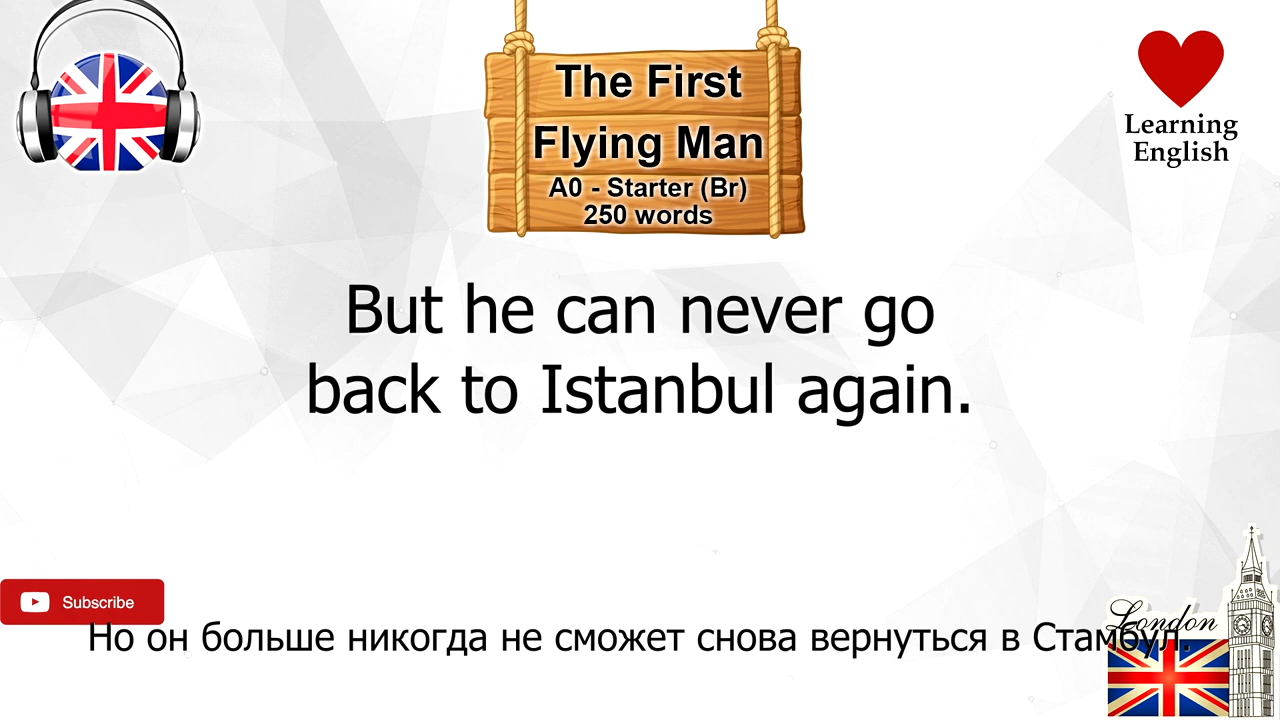 The First
Flying Man
A0 - Starter (Br)
250 words
Learning
English
But he can never go
back to Istanbul again.
Subscribe
London
Но он больше никогда не сможет снова вернуться в Стамбул.